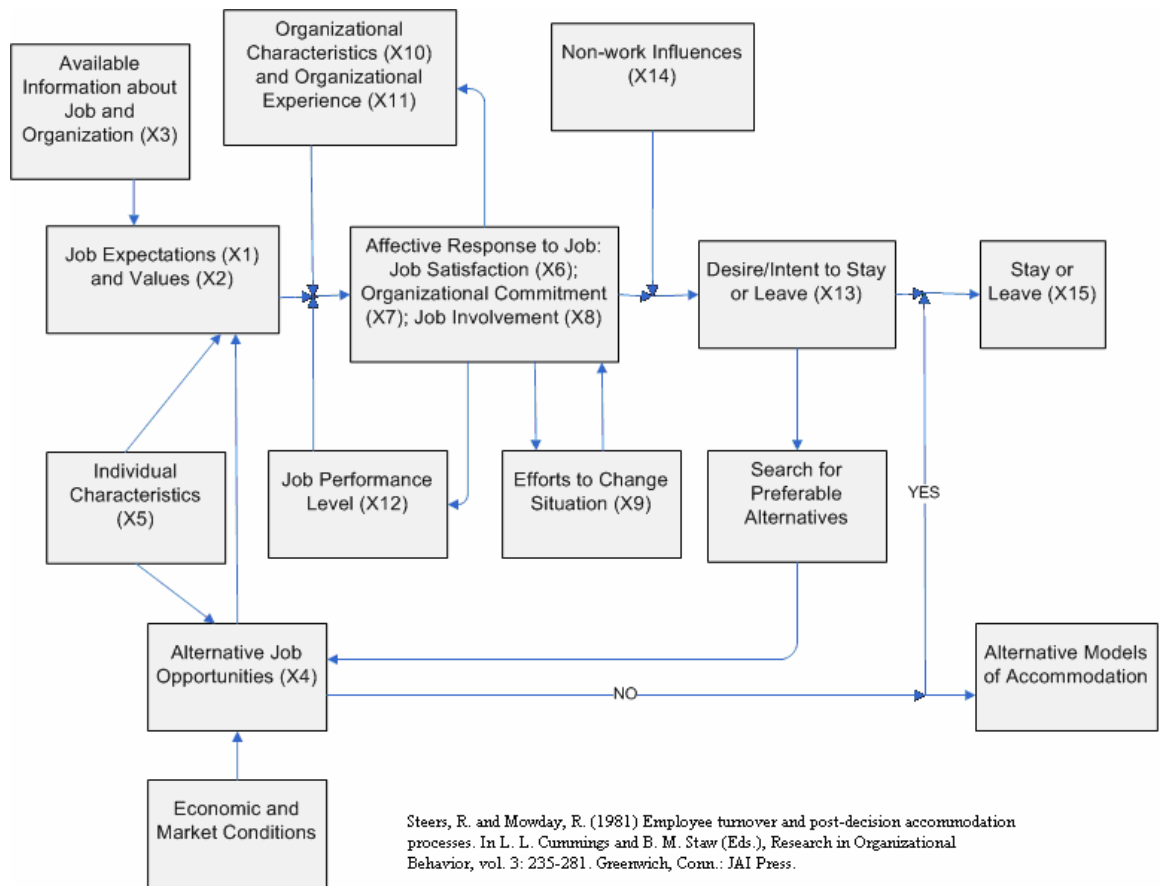 Available
Information about
Job and
Organization (X3)
Organizational
Characteristics (X10)
and Organizational
Experience (X11)
Non-work Influences
(X14)
Job Expectations (X1)
and Values (X2)
Affective Response to Job:
Job Satisfaction (X6);
Organizational Commitment
(X7); Job Involvement (X8)
Desire/Intent to Stay
or Leave (X13)
Stay or
Leave (X15)
Individual
Characteristics
(X5)
Job Performance
Level (X12)
Efforts to Change
Situation (X9)
Search for
Preferable
Alternatives
YES
Alternative Job
Opportunities (X4)
NO
Alternative Models
of Accommodation
Economic and
Market Conditions
Steers, R. and Mowday, R. (1981) Employee turnover and post-decision accommodation
processes. In L. L. Cummings and B. M. Staw (Eds.), Research in Organizational
Behavior, vol. 3: 235-281. Greenwich, Conn.: JAI Press.